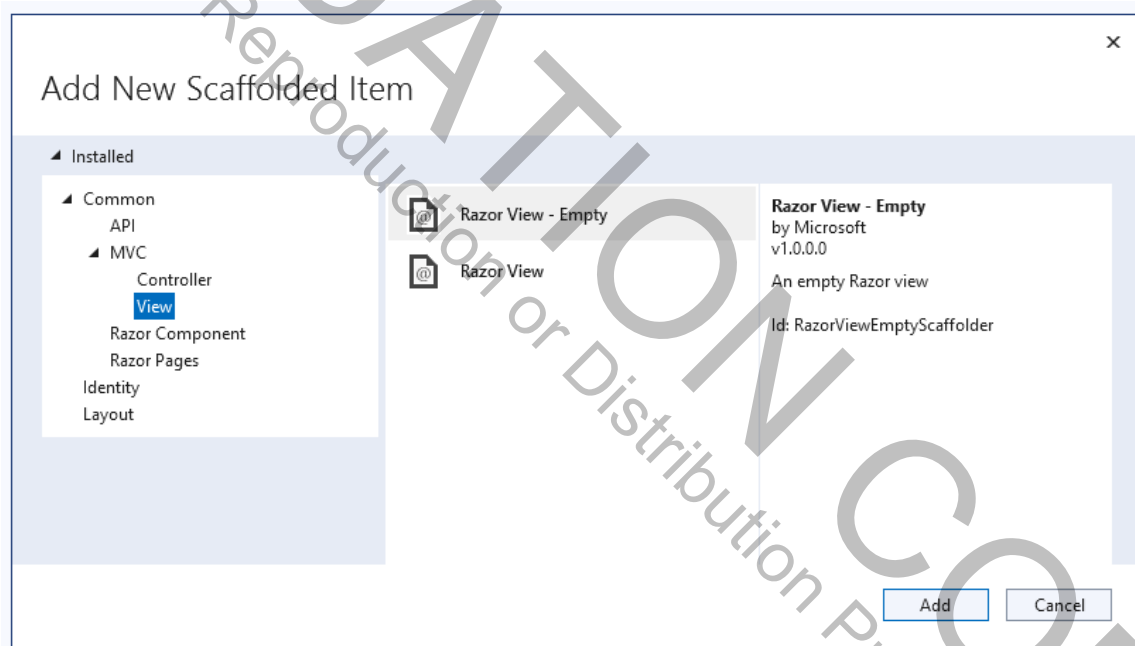 ×
Add New Scaffolded Item
Installed
Common
API
MVC
Controller
View
Razor Component
Razor Pages
Identity
Layout
Razor View - Empty
Razor View
Razor View - Empty
by Microsoft
v1.0.0.0
An empty Razor view
Id: RazorViewEmptyScaffolder
Add
Cancel
Reproduction or Distribution